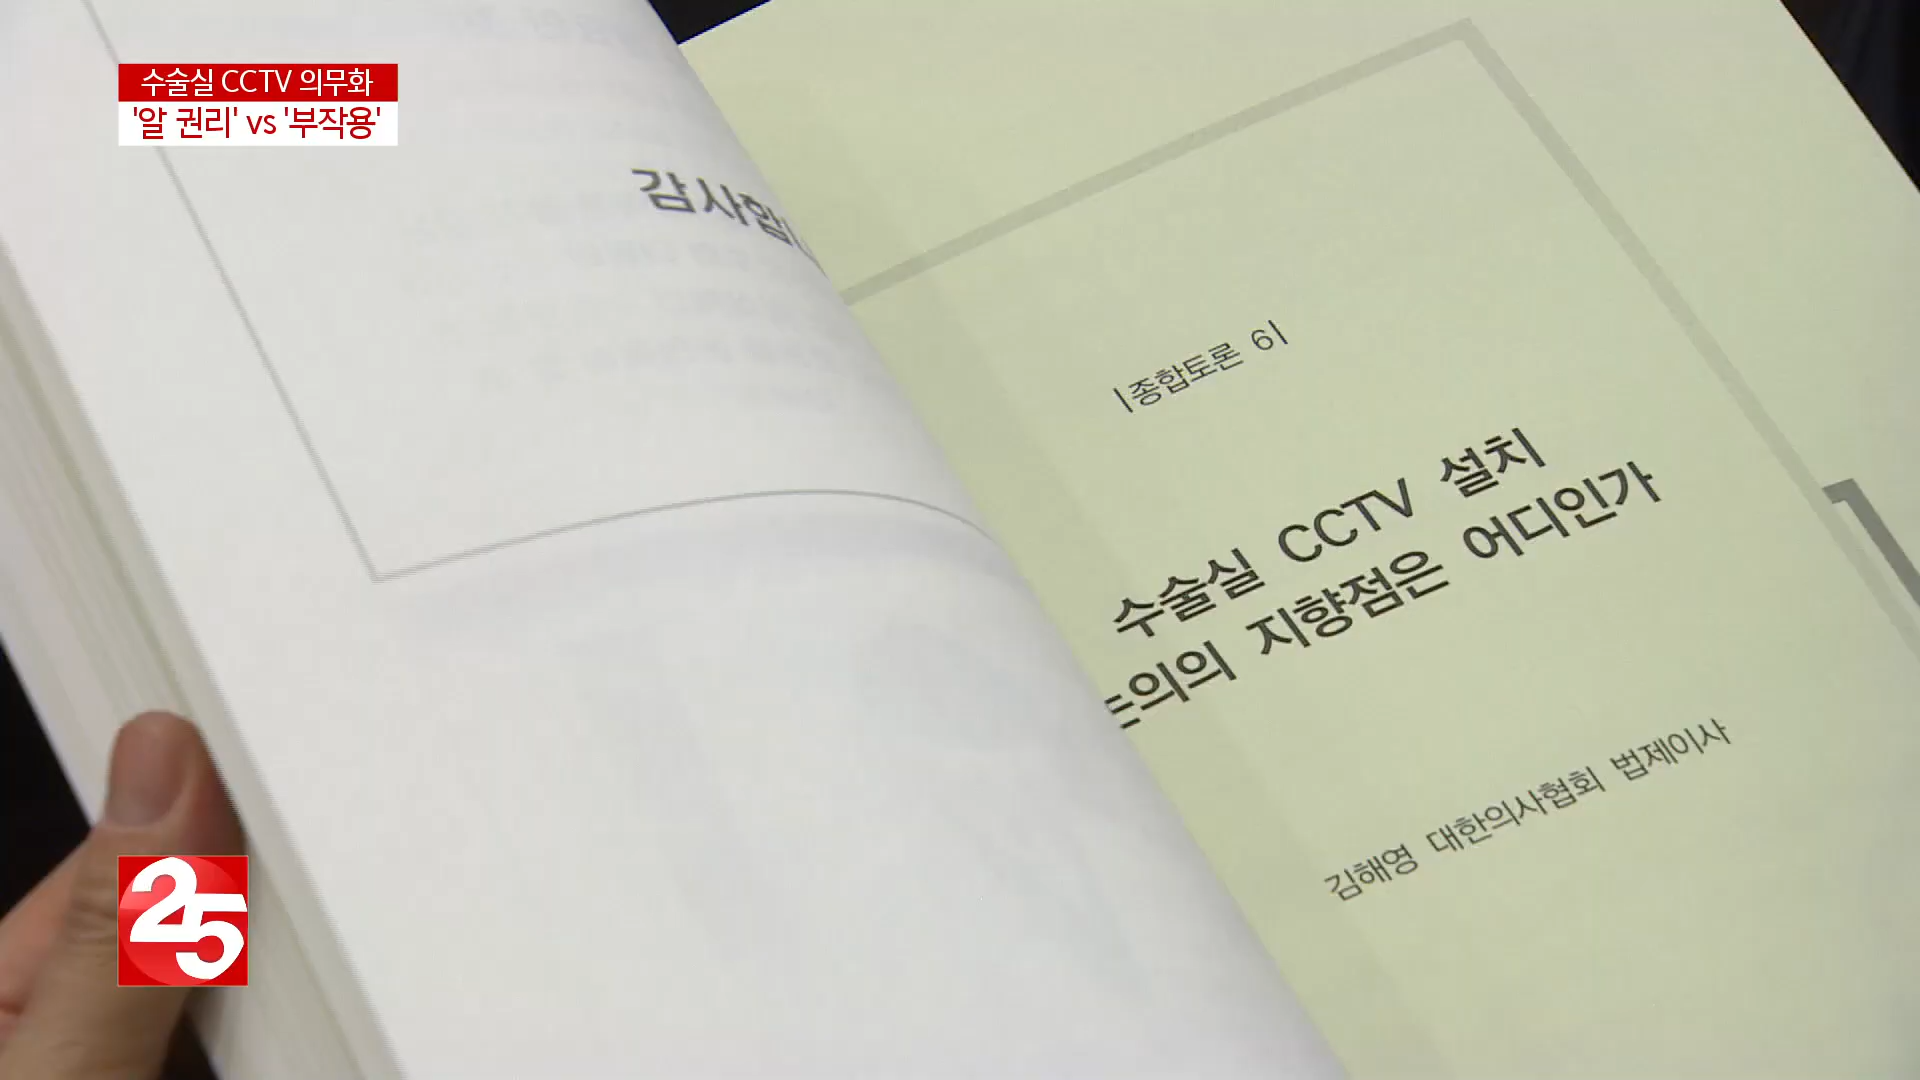 수술실 CCTV 의무화
'알 권리' vs '부작용'
감사합니
|종합토론 6|
수술실 CCTV 설치
논의의 지향점은 어디인가
김해영 대한의사협회 법제이사
25